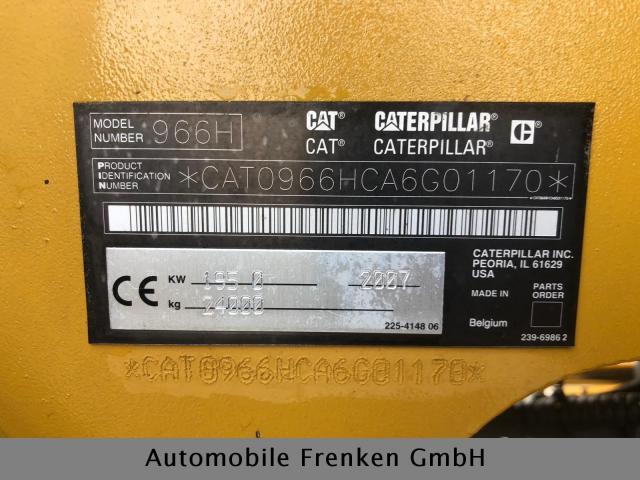 MODEL NUMBER 966H
CAT® CATERPILLAR® C
CAT® CATERPILLAR®
PRODUCT IDENTIFICATION NUMBER *CAT0966HCA6G01170*
CATERPILLAR INC.
PEORIA, IL 61629
USA
CE KW 195.0 2007
kg 24000
225-4148 06
MADE IN
Belgium
PARTS ORDER
239-6986 2
*CAT0966HCA6G01170*
Automobile Frenken GmbH